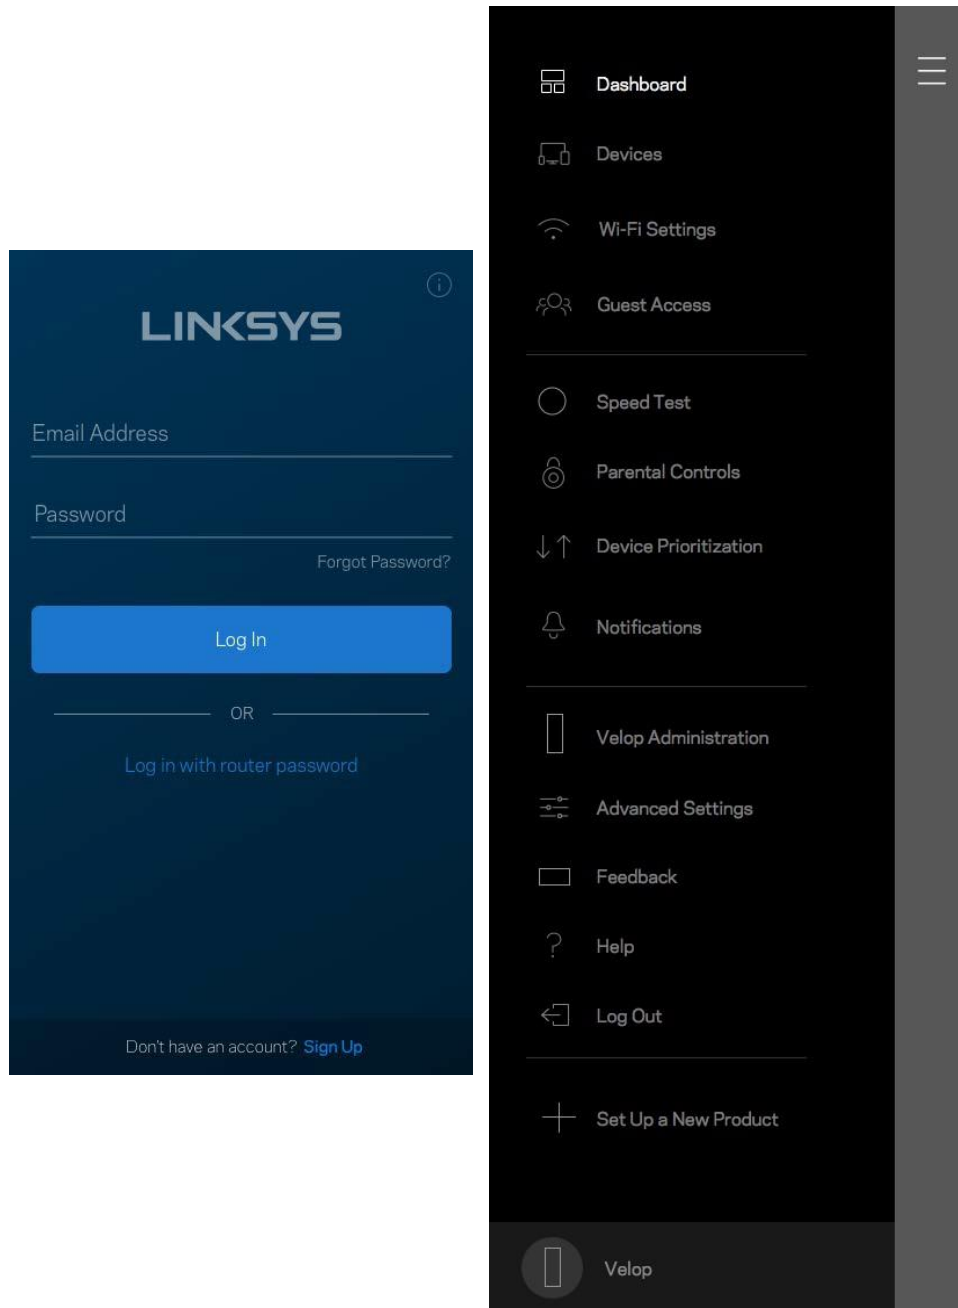 LINKSYS
Email Address
Password
Forgot Password?
Log In
OR
Log in with router password
Don't have an account? Sign Up
Dashboard
Devices
Wi-Fi Settings
Guest Access
Speed Test
Parental Controls
Device Prioritization
Notifications
Velop Administration
Advanced Settings
Feedback
Help
Log Out
Set Up a New Product
Velop